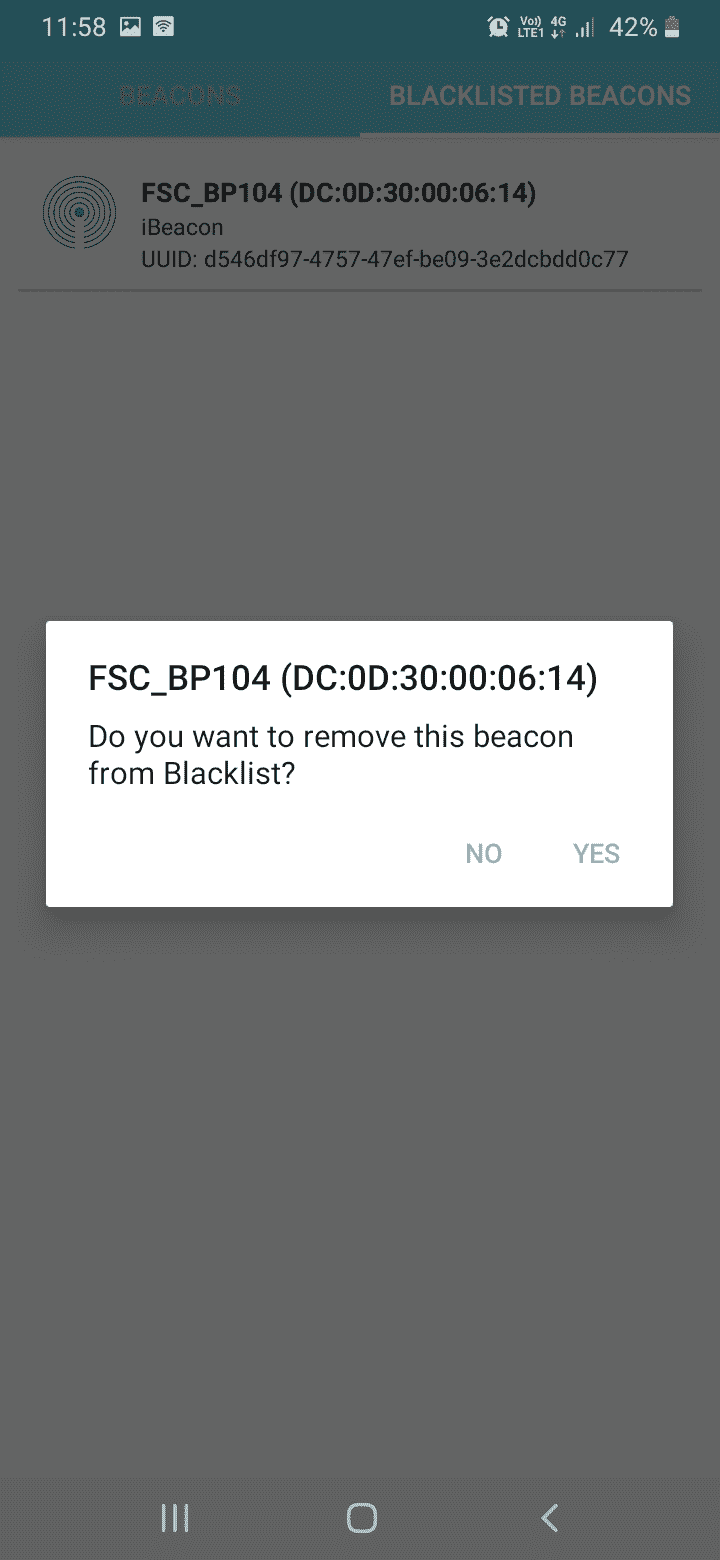 11:58 Vo)) LTE1 4G 42%
BEACONS BLACKLISTED BEACONS
FSC_BP104 (DC:0D:30:00:06:14)
iBeacon
UUID: d546df97-4757-47ef-be09-3e2dcbdd0c77
FSC_BP104 (DC:0D:30:00:06:14)
Do you want to remove this beacon
from Blacklist?
NO YES